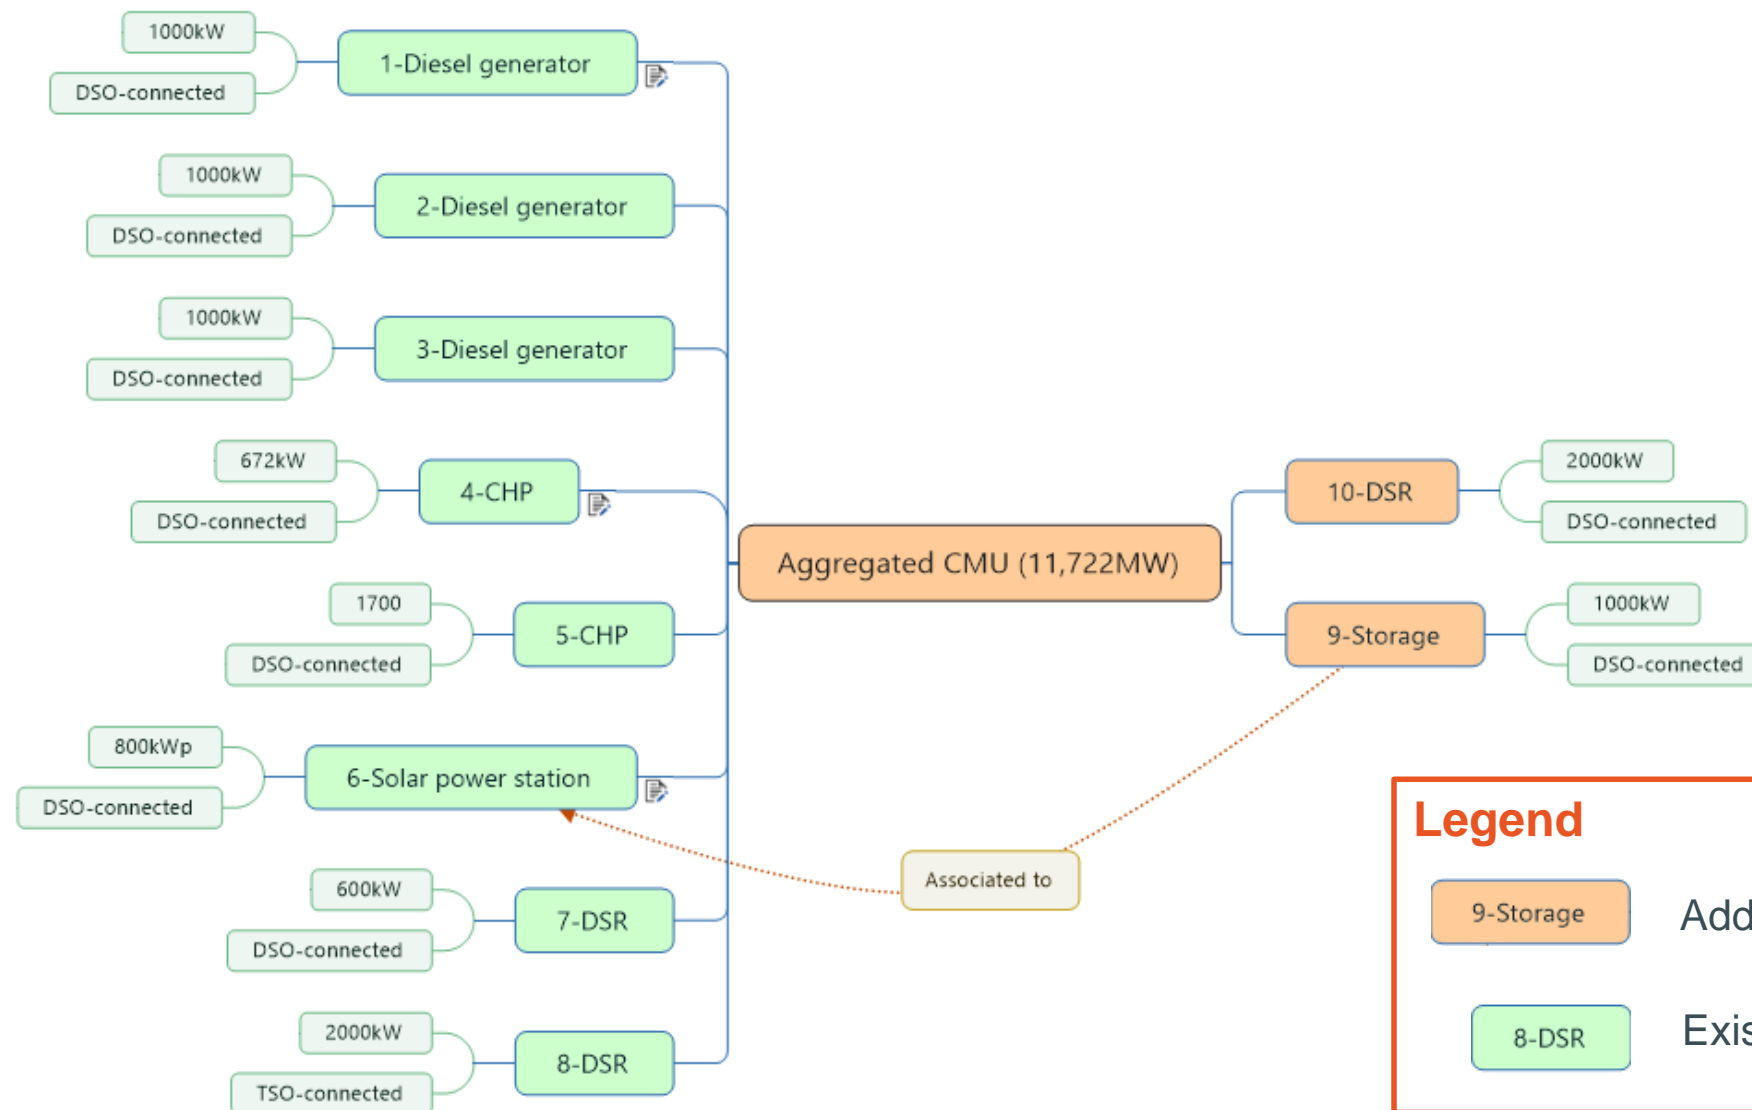 1000kW
1-Diesel generator
DSO-connected
1000kW
2-Diesel generator
DSO-connected
1000kW
3-Diesel generator
DSO-connected
672kW
4-CHP
DSO-connected
1700
5-CHP
DSO-connected
800kWp
6-Solar power station
DSO-connected
600kW
7-DSR
DSO-connected
2000kW
8-DSR
TSO-connected
Aggregated CMU (11,722MW)
10-DSR
2000kW
DSO-connected
9-Storage
1000kW
DSO-connected
Associated to
Legend
9-Storage
Add
8-DSR
Exis